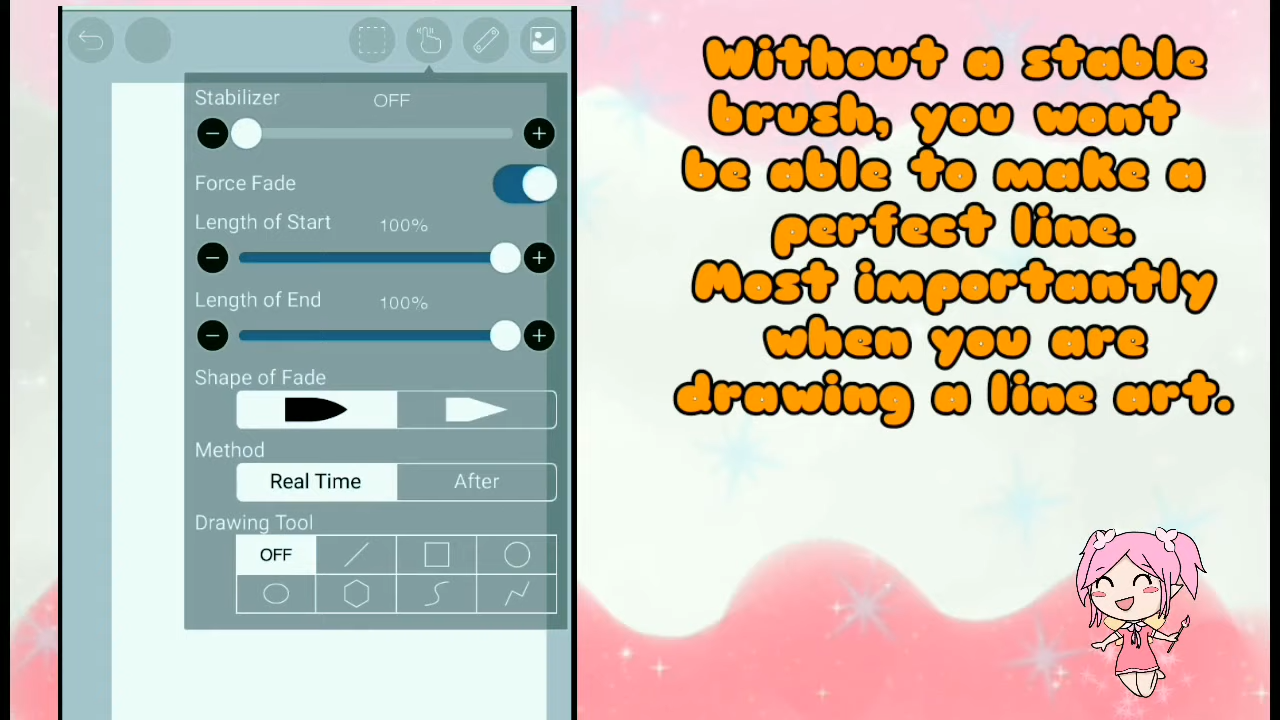 Stabilizer OFF
Force Fade
Length of Start 100%
Length of End 100%
Shape of Fade
Method
Real Time After
Drawing Tool
OFF
Without a stable
brush, you wont
be able to make a
perfect line.
Most importantly
when you are
drawing a line art.